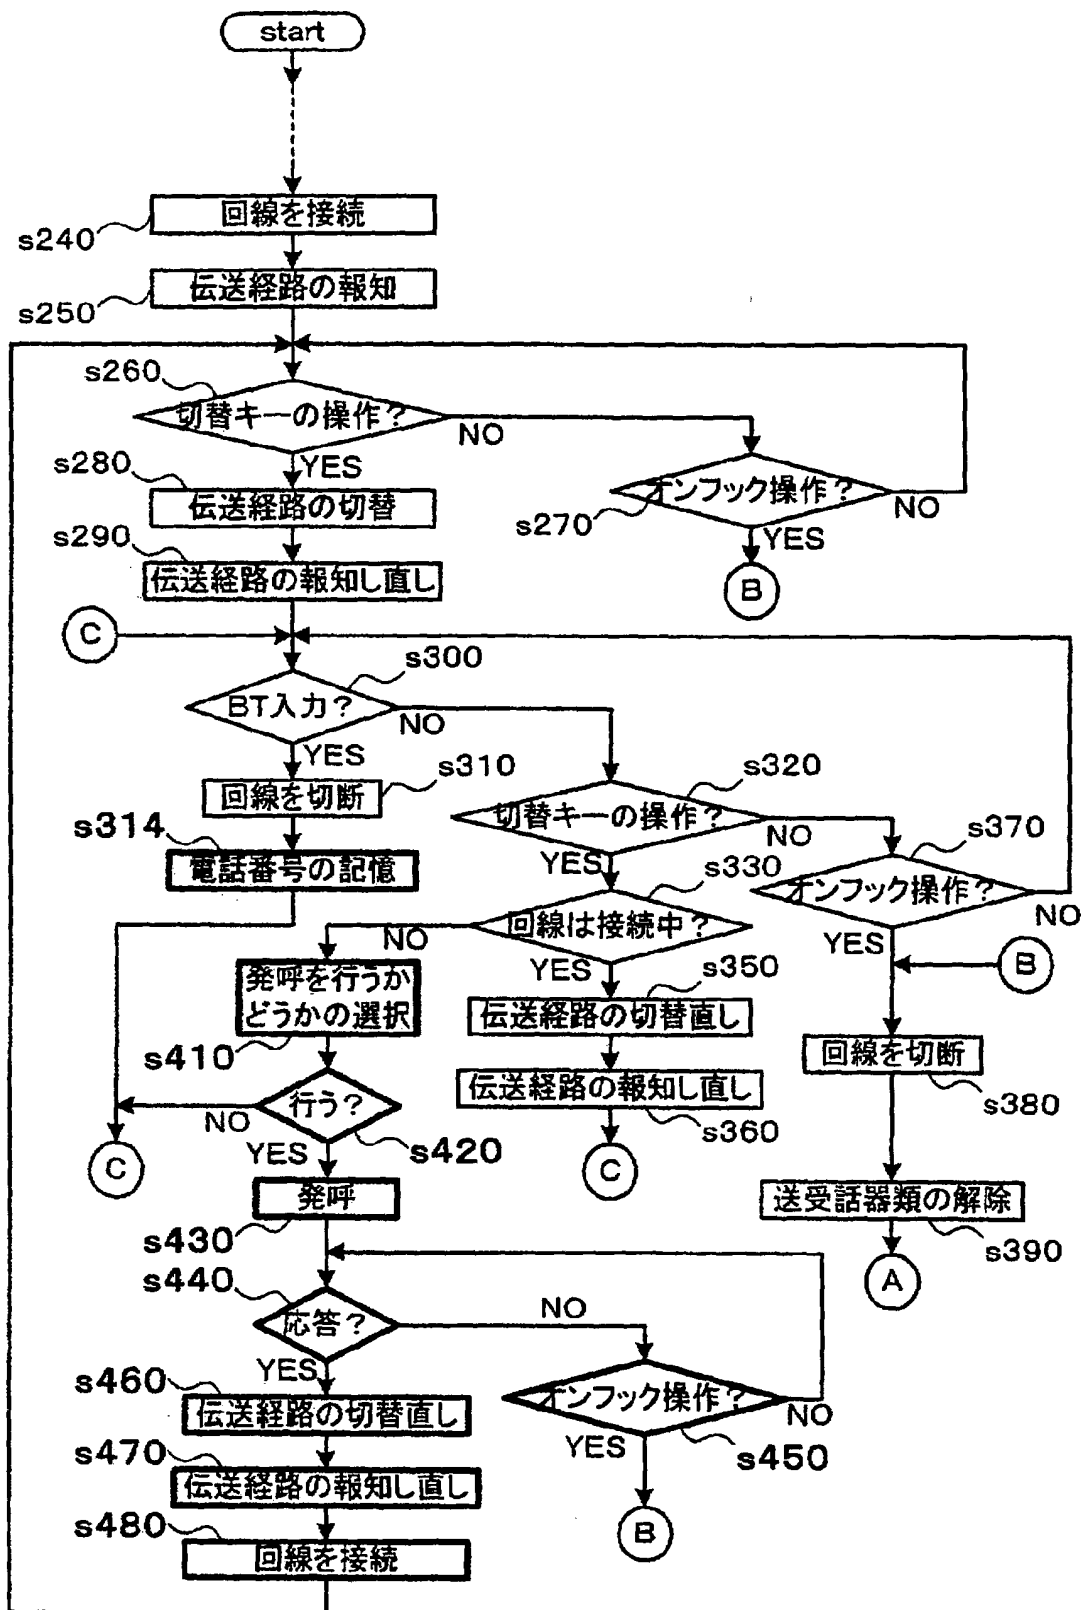 start
回線を接続
s240
伝送経路の報知
s250
s260
切替キーの操作?
NO
YES
s280
伝送経路の切替
オンフック操作?
s270
NO
YES
s290
伝送経路の報知し直し
B
C
s300
BT入力?
NO
YES
s310
回線を切断
s320
切替キーの操作?
NO
s314
電話番号の記憶
YES
s330
s370
オンフック操作?
NO
回線は接続中?
NO
YES
YES
B
発呼を行うか
どうかの選択
s410
s350
伝送経路の切替直し
回線を切断
s380
伝送経路の報知し直し
s360
行う?
NO
s420
YES
C
C
発呼
s430
送受話器類の解除
s390
A
s440
応答?
NO
YES
オンフック操作?
NO
s450
YES
s460
伝送経路の切替直し
s470
伝送経路の報知し直し
B
s480
回線を接続